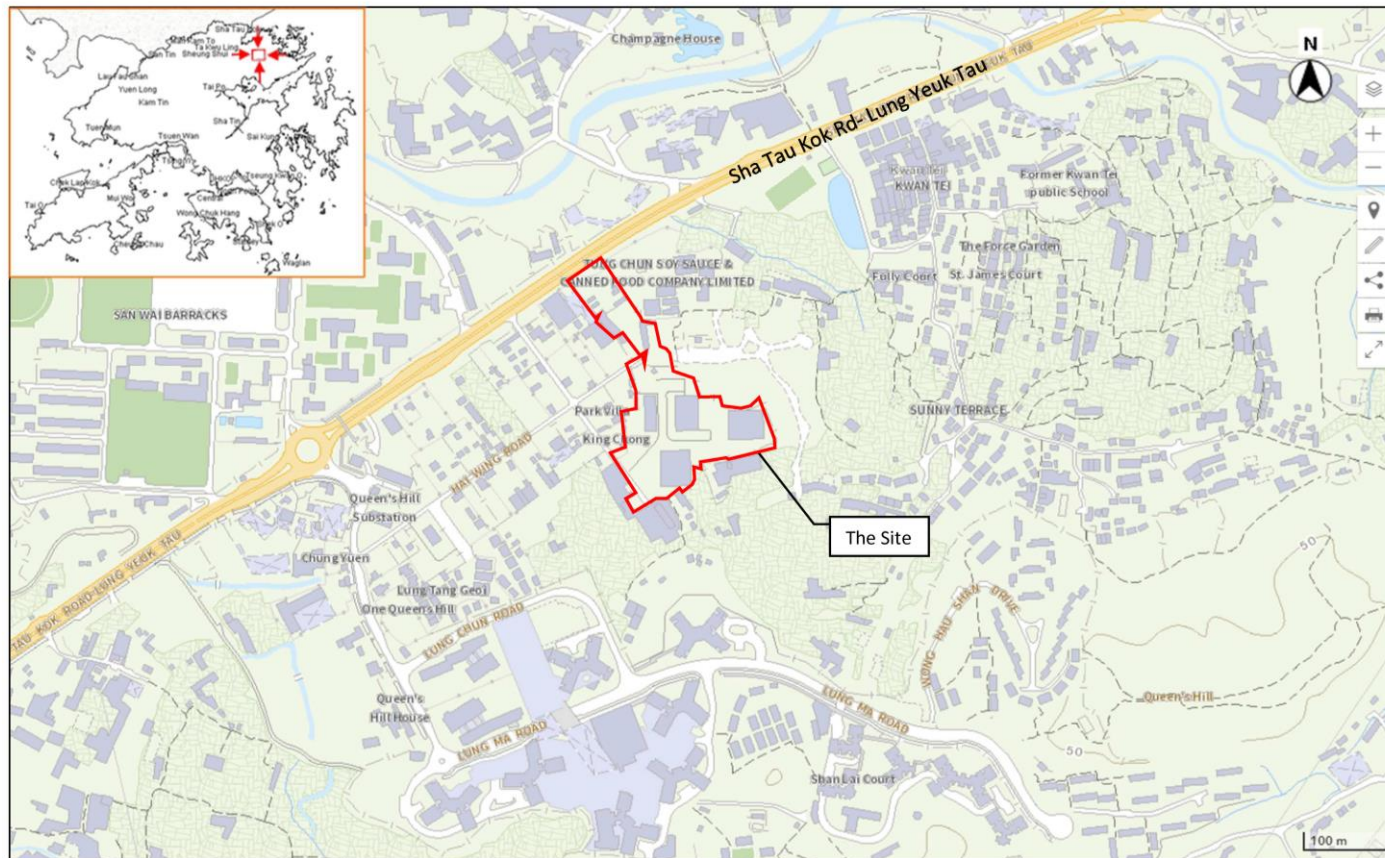 Sha Tau Kok
Ta Kwu Ling
Sheung Shui
Lau Fau Shan
Yuen Long
Kam Tin
Tai Po
Sha Tin
Tuen Mun
Tsuen Wan
Sai Kung
Tseung Kwan O
Chek Lap Kok
Central
Tai O
Mui Wo
Wong Chuk Hang
Stanley
Cheung Chau
Waglan
Champagne House
N
Sha Tau Kok Rd- Lung Yeuk Tau
Kwan Tei
KWAN TEI
Former Kwan Tei
public School
The Force Garden
Fully Court
St. James Court
TUNG CHUN SOY SAUCE &
CANNED FOOD COMPANY LIMITED
SAN WAI BARRACKS
Park Villa
SUNNY TERRACE
King Chong
HAI WING ROAD
Queen's Hill
Substation
The Site
50
Chung Yuen
TAU KOK ROAD-LUNG YEUK TAU
Lung Tang Geoi
One Queen's Hill
LUNG CHUN ROAD
WONG HAU SHAN DRIVE
Queen's
Hill House
LUNG MA ROAD
LUNG MA ROAD
Queen's Hill
50
Shan Lai Court
100 m